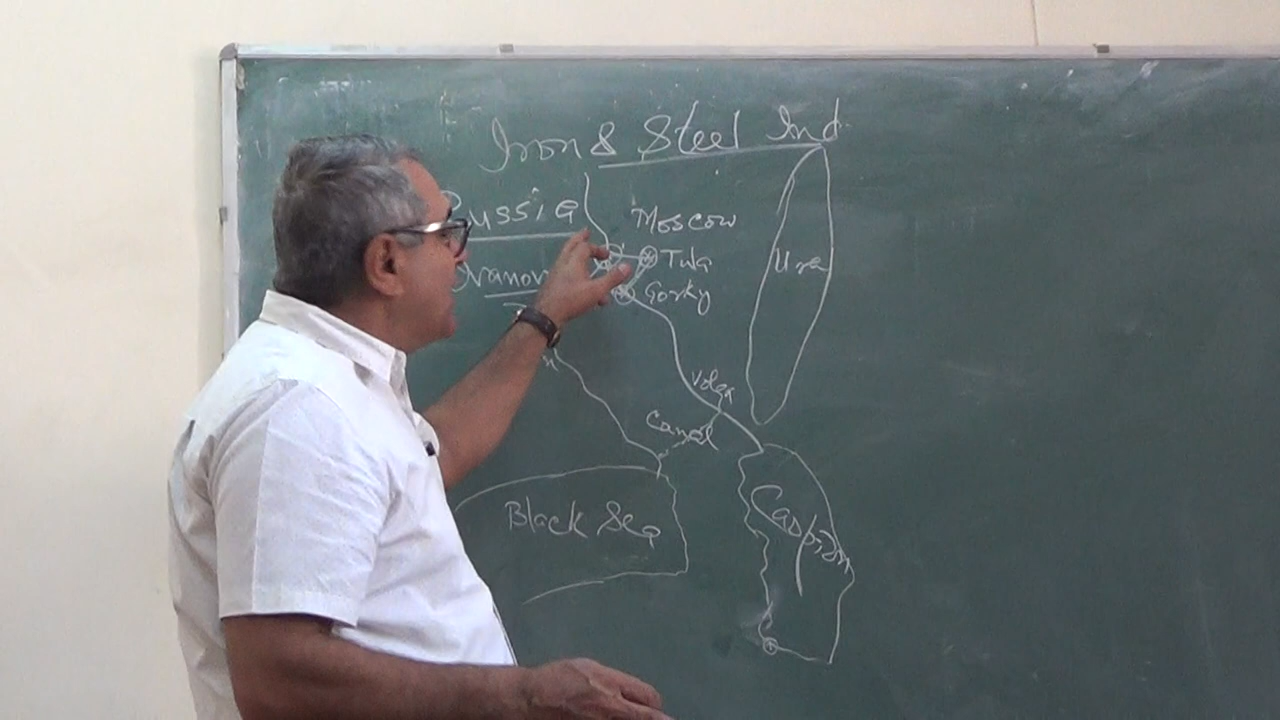 Iron & Steel Ind.
Russia
Moscow
Tula
Gorky
Ural
Volga
Canal
Black Sea
Caspian